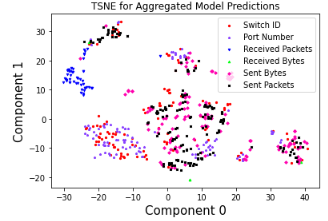 TSNE for Aggregated Model Predictions
Switch ID
Port Number
Received Packets
Received Bytes
Sent Bytes
Sent Packets
Component 1
30
20
10
0
−10
−20
−30
−20
−10
0
10
20
30
40
Component 0